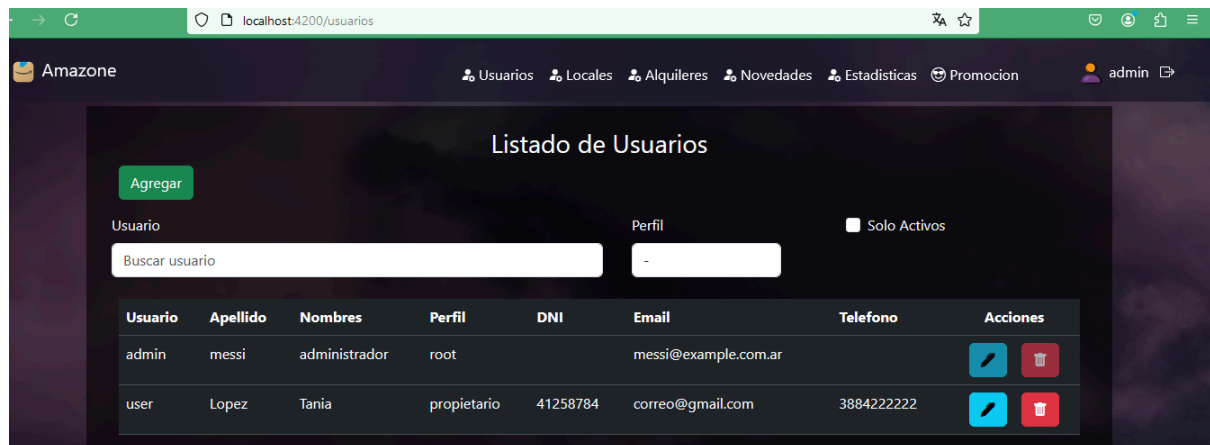 localhost:4200/usuarios
Amazone Usuarios Locales Alquileres Novedades Estadisticas Promocion admin
Listado de Usuarios
Agregar
Usuario Perfil Solo Activos
Buscar usuario -
Usuario Apellido Nombres Perfil DNI Email Telefono Acciones
admin messi administrador root messi@example.com.ar
user Lopez Tania propietario 41258784 correo@gmail.com 3884222222